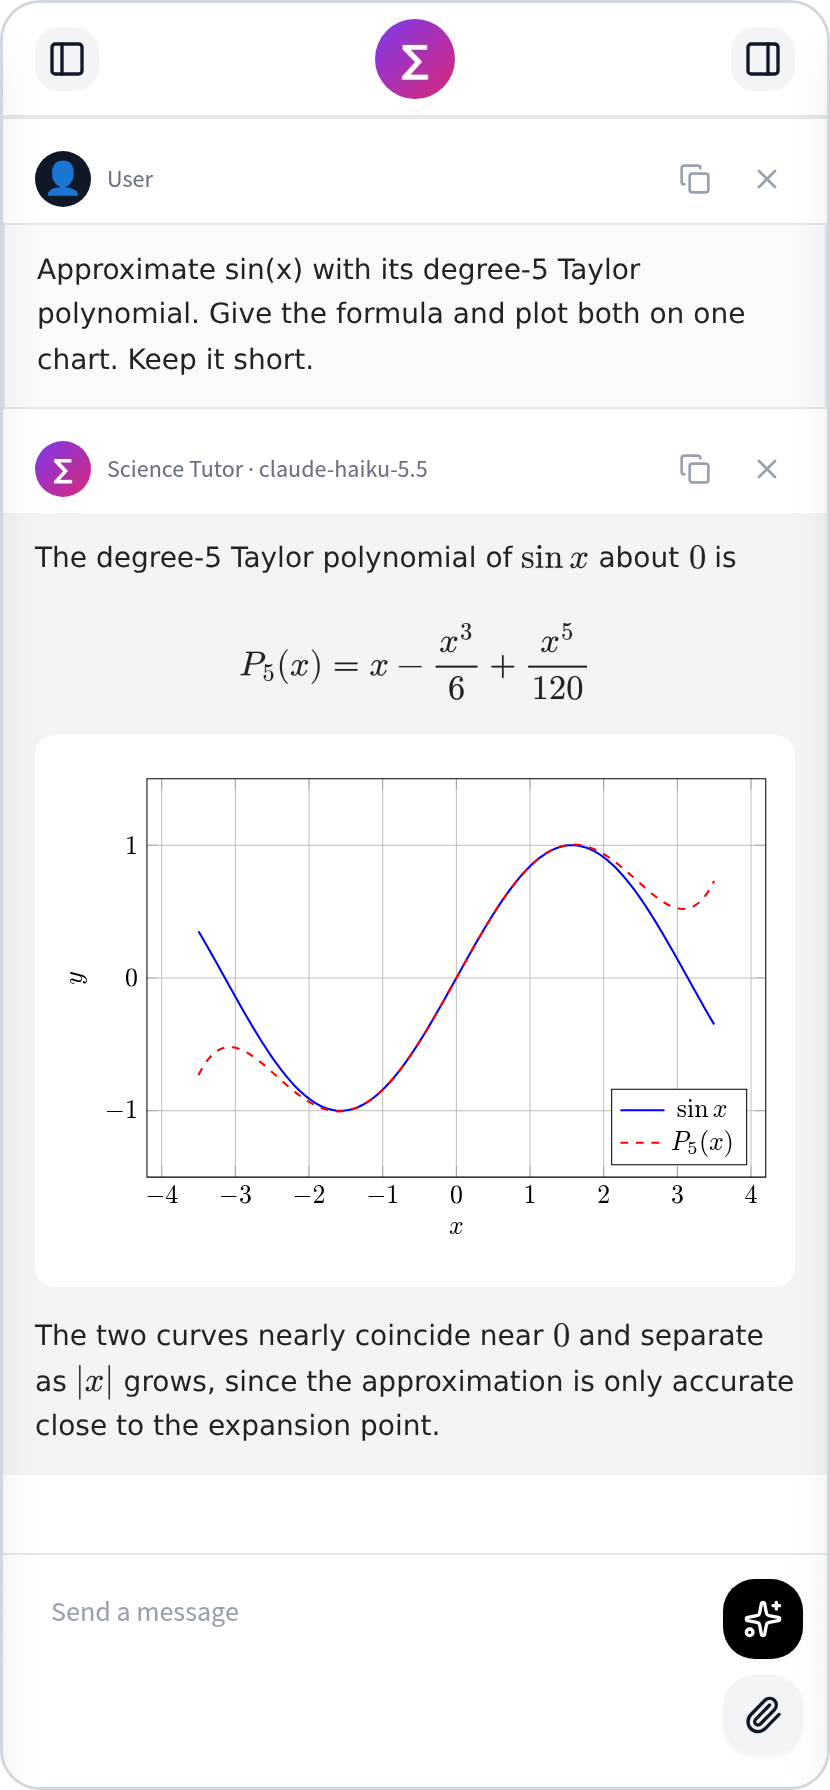 Σ
User
Approximate sin(x) with its degree-5 Taylor
polynomial. Give the formula and plot both on one
chart. Keep it short.
Σ
Science Tutor · claude-haiku-5.5
The degree-5 Taylor polynomial of sin x about 0 is
P₅(x) = x − x³/6 + x⁵/120
1
0
−1
y
sin x
P₅(x)
−4 −3 −2 −1 0 1 2 3 4
x
The two curves nearly coincide near 0 and separate
as |x| grows, since the approximation is only accurate
close to the expansion point.
Send a message